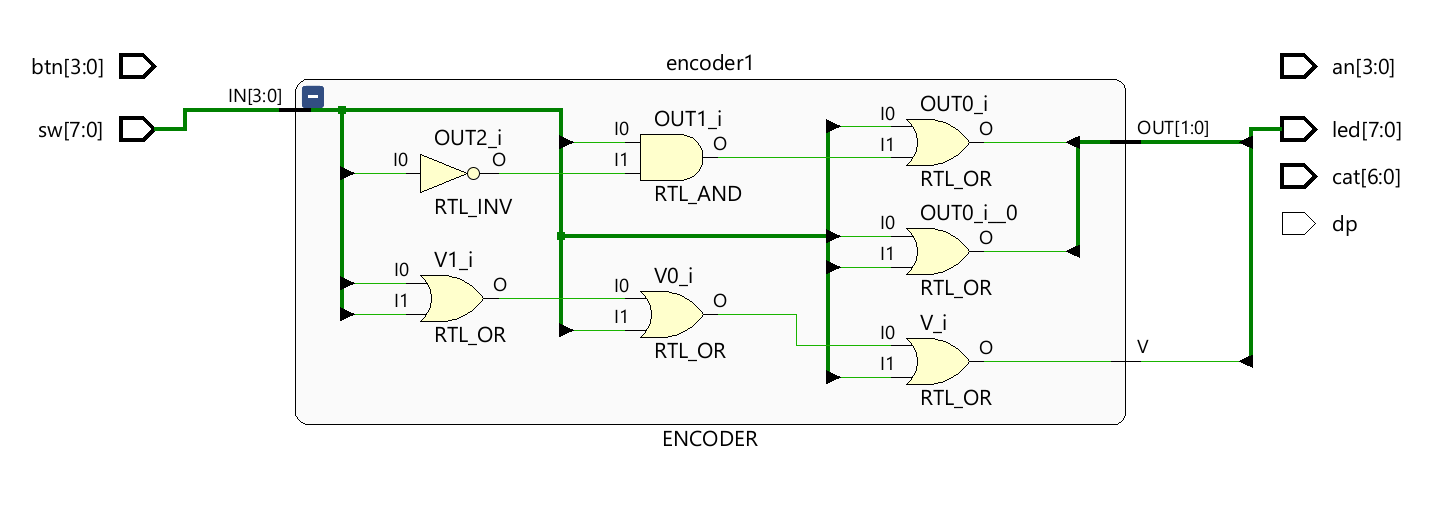 encoder1
btn[3:0]
an[3:0]
IN[3:0]
−
OUT0_i
I0
O
I1
RTL_OR
OUT1_i
I0
O
I1
RTL_AND
OUT[1:0]
sw[7:0]
led[7:0]
OUT2_i
I0
O
RTL_INV
cat[6:0]
OUT0_i__0
I0
O
I1
RTL_OR
dp
V1_i
I0
O
I1
RTL_OR
V0_i
I0
O
I1
RTL_OR
V_i
I0
O
I1
RTL_OR
V
ENCODER